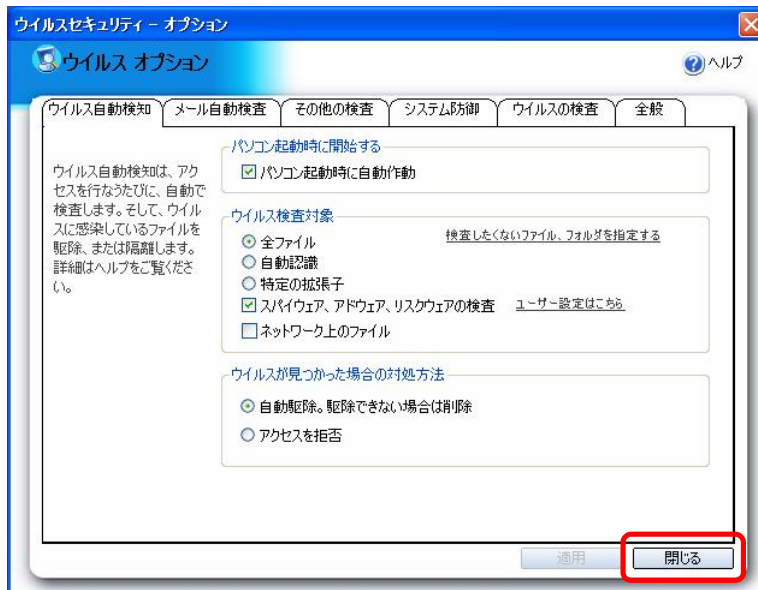 ウイルスセキュリティ - オプション
ウイルス オプション
ヘルプ
ウイルス自動検知 メール自動検査 その他の検査 システム防御 ウイルスの検査 全般
ウイルス自動検知は、アク
セスを行なうたびに、自動で
検査します。そして、ウイル
スに感染しているファイルを
駆除、または隔離します。
詳細はヘルプをご覧くださ
い。
パソコン起動時に開始する
パソコン起動時に自動作動
ウイルス検査対象
全ファイル 検査したくないファイル、フォルダを指定する
自動認識
特定の拡張子
スパイウェア、アドウェア、リスクウェアの検査 ユーザー設定はこちら
ネットワーク上のファイル
ウイルスが見つかった場合の対処方法
自動駆除。駆除できない場合は削除
アクセスを拒否
適用 閉じる